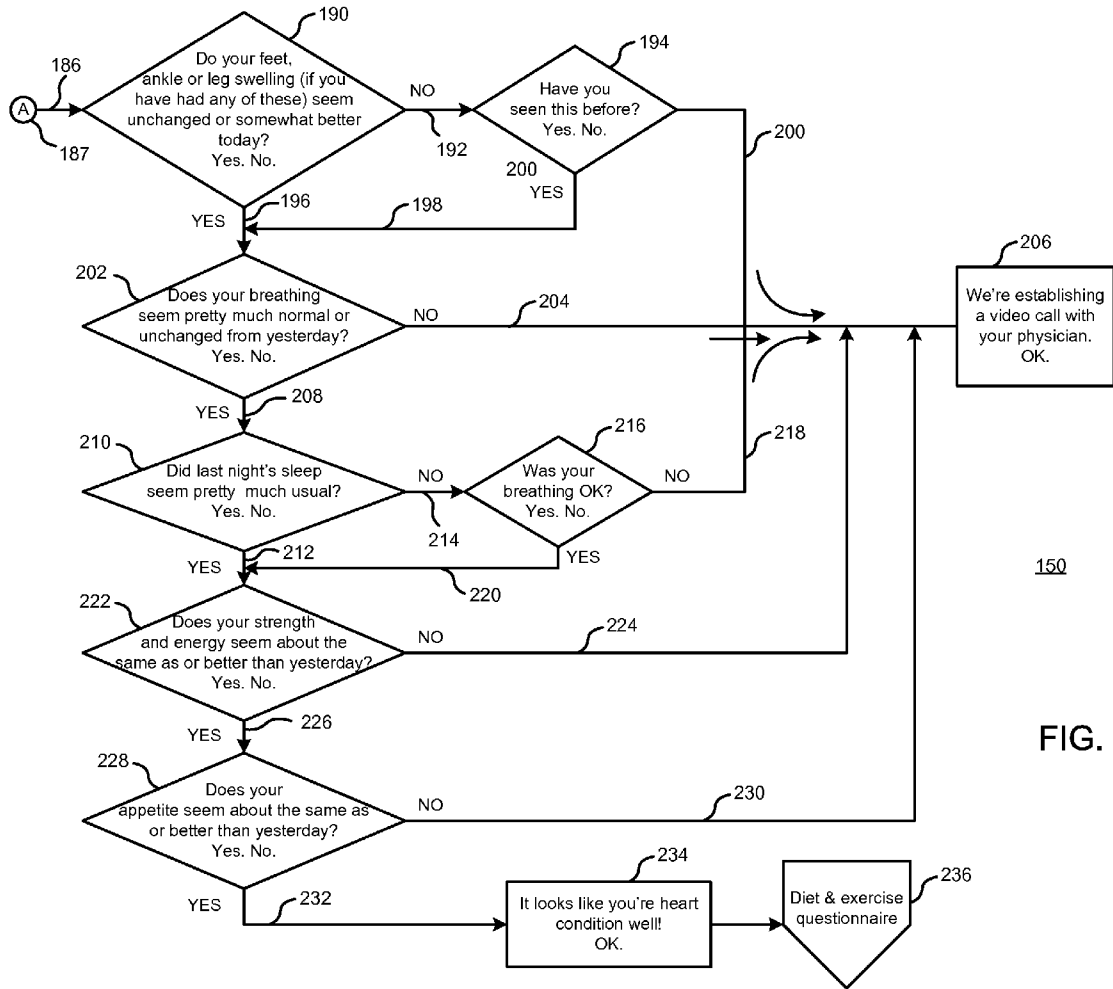 190
Do your feet,
ankle or leg swelling (if you
have had any of these) seem
unchanged or somewhat better
today?
Yes. No.
186
A
187
NO
192
194
Have you
seen this before?
Yes. No.
200
YES
200
YES
196
198
202
Does your breathing
seem pretty much normal or
unchanged from yesterday?
Yes. No.
NO
204
206
We're establishing
a video call with
your physician.
OK.
YES
208
210
Did last night's sleep
seem pretty much usual?
Yes. No.
NO
214
216
Was your
breathing OK?
Yes. No.
NO
218
YES
YES
212
220
150
222
Does your strength
and energy seem about the
same as or better than yesterday?
Yes. No.
NO
224
YES
226
FIG.
228
Does your
appetite seem about the same as
or better than yesterday?
Yes. No.
NO
230
YES
232
234
It looks like you're heart
condition well!
OK.
Diet & exercise
questionnaire
236